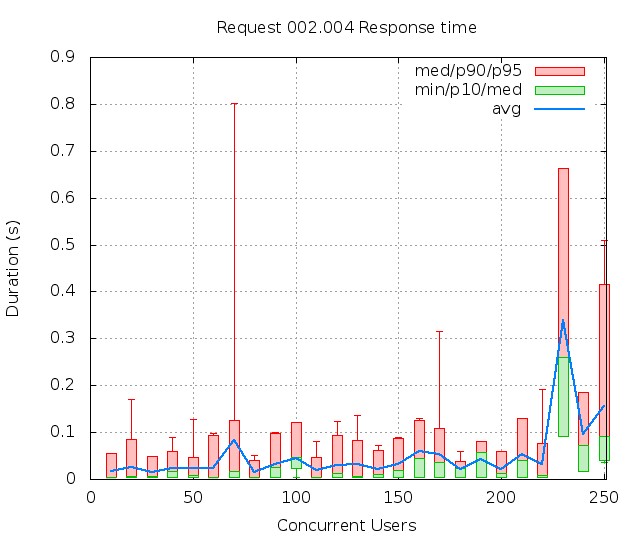 Request 002.004 Response time
med/p90/p95
min/p10/med
avg
Duration (s)
0.9
0.8
0.7
0.6
0.5
0.4
0.3
0.2
0.1
0
0 50 100 150 200 250
Concurrent Users